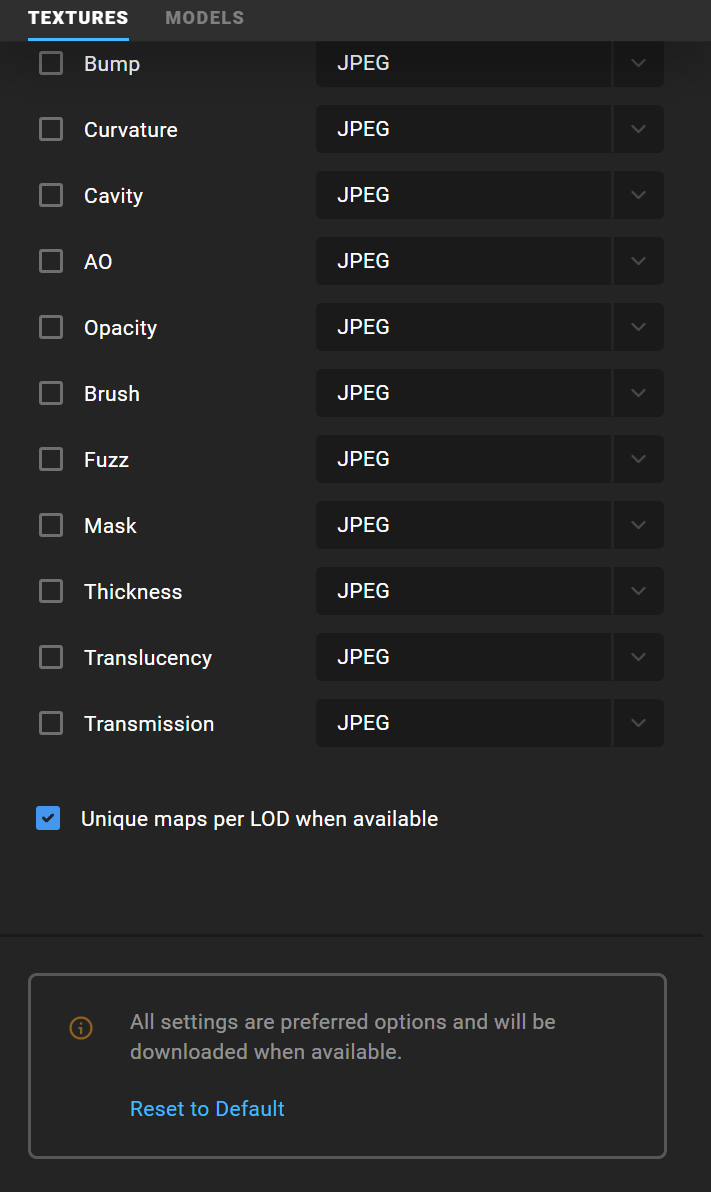 TEXTURES MODELS
Bump JPEG
Curvature JPEG
Cavity JPEG
AO JPEG
Opacity JPEG
Brush JPEG
Fuzz JPEG
Mask JPEG
Thickness JPEG
Translucency JPEG
Transmission JPEG
Unique maps per LOD when available
All settings are preferred options and will be
downloaded when available.
Reset to Default